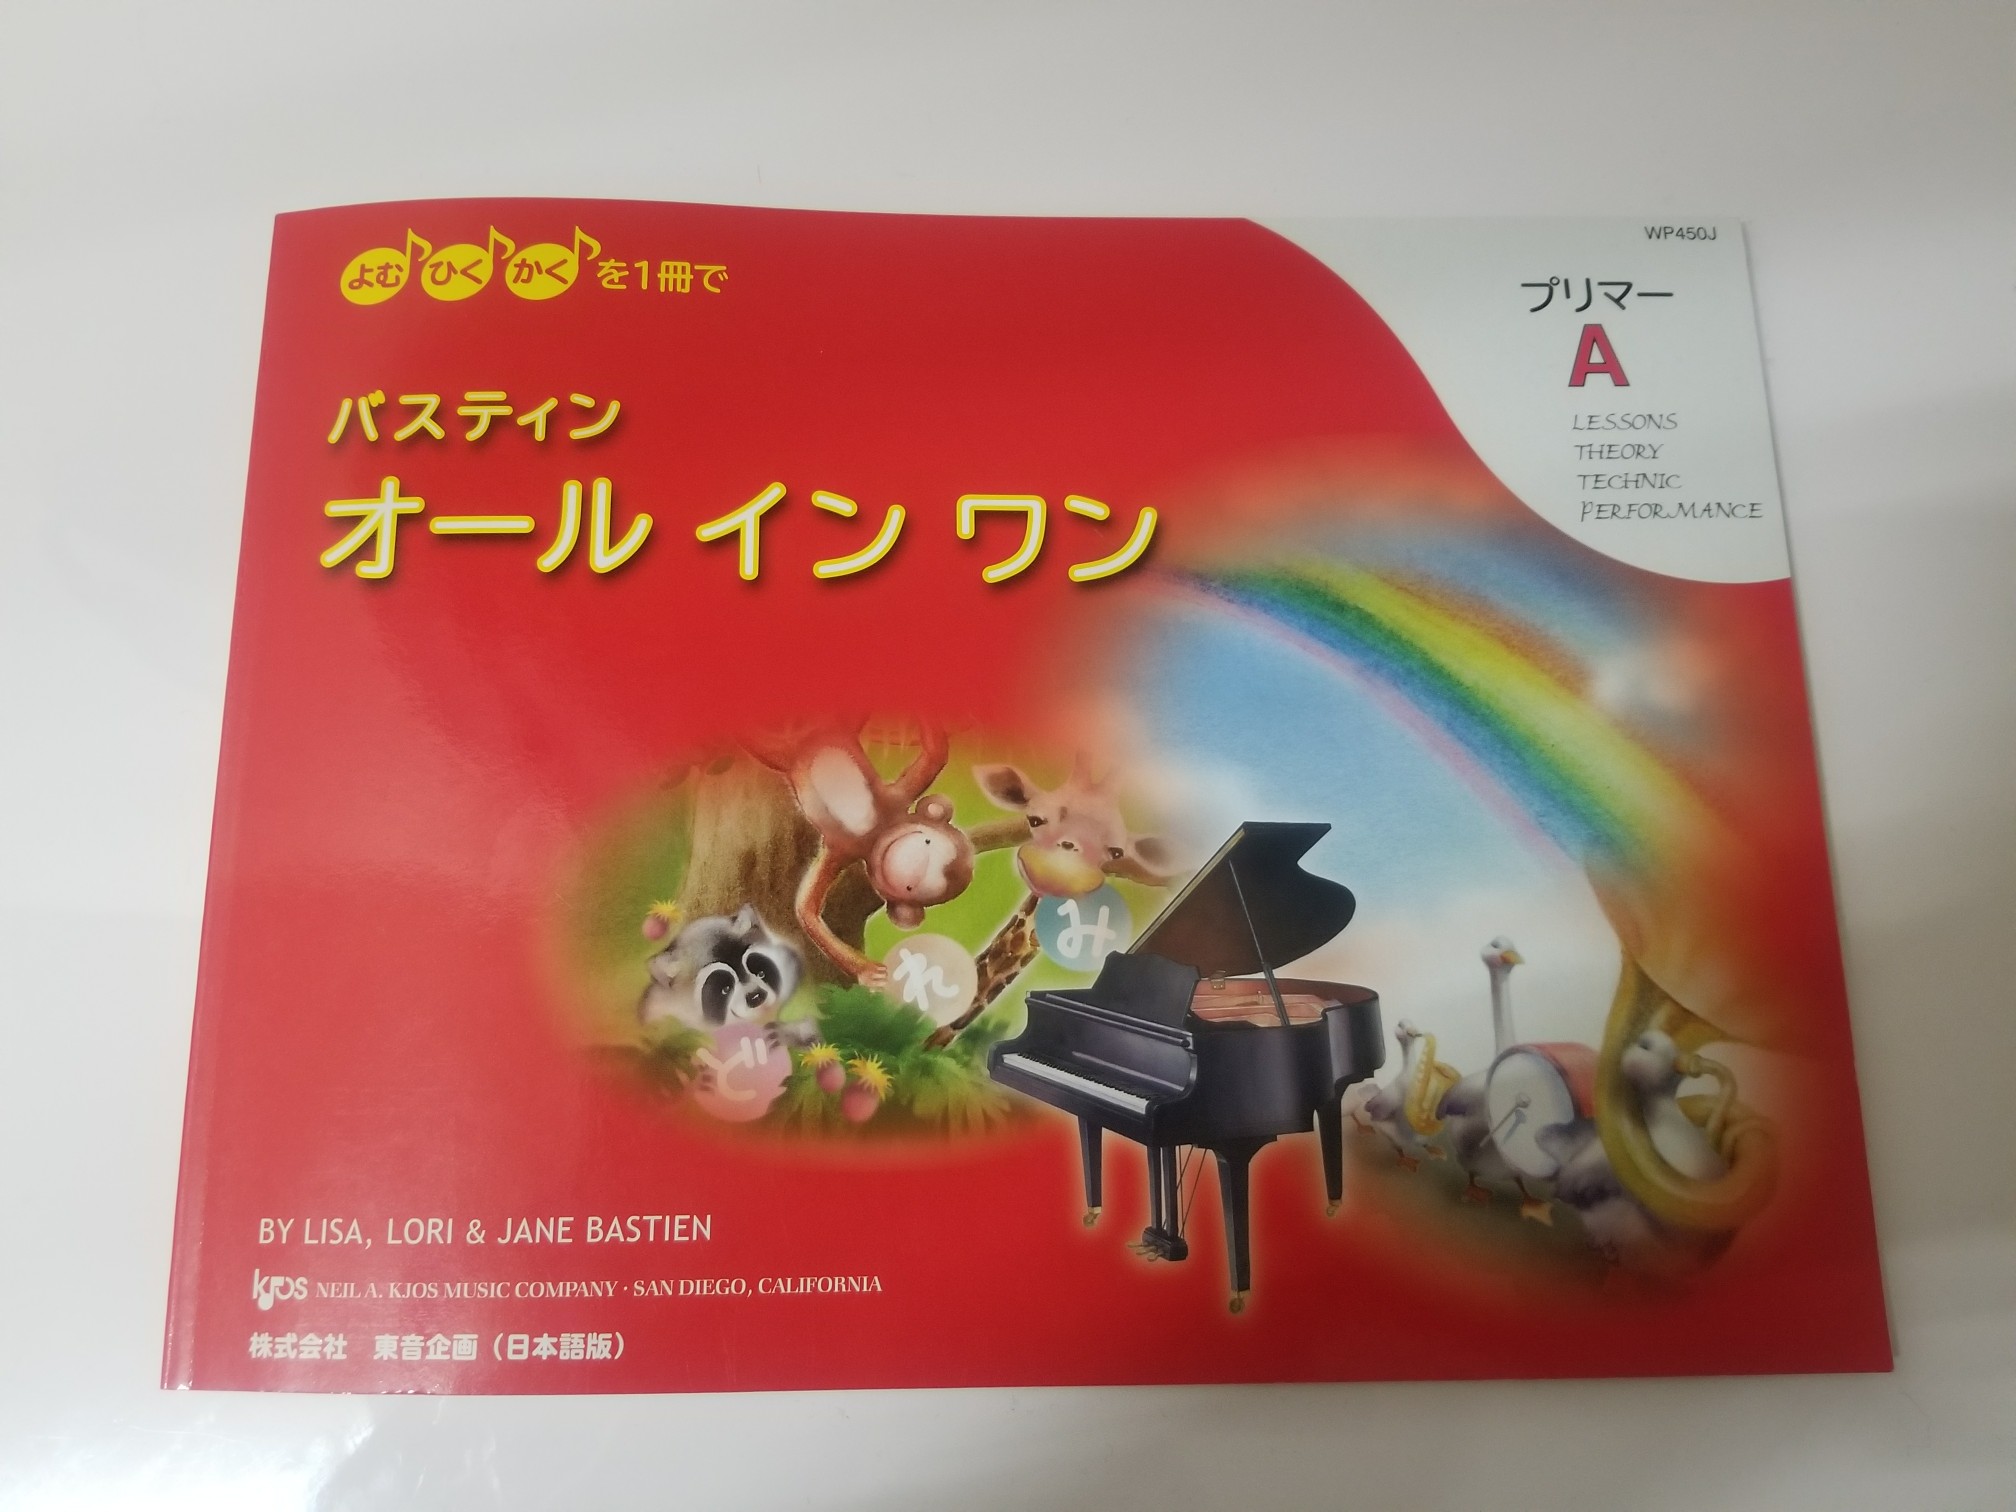 よむ ひく かく を1冊で
WP450J
プリマー
A
LESSONS
THEORY
TECHNIC
PERFORMANCE
バスティン
オール イン ワン
み
れ
ど
BY LISA, LORI & JANE BASTIEN
KJOS NEIL A. KJOS MUSIC COMPANY · SAN DIEGO, CALIFORNIA
株式会社 東音企画（日本語版）